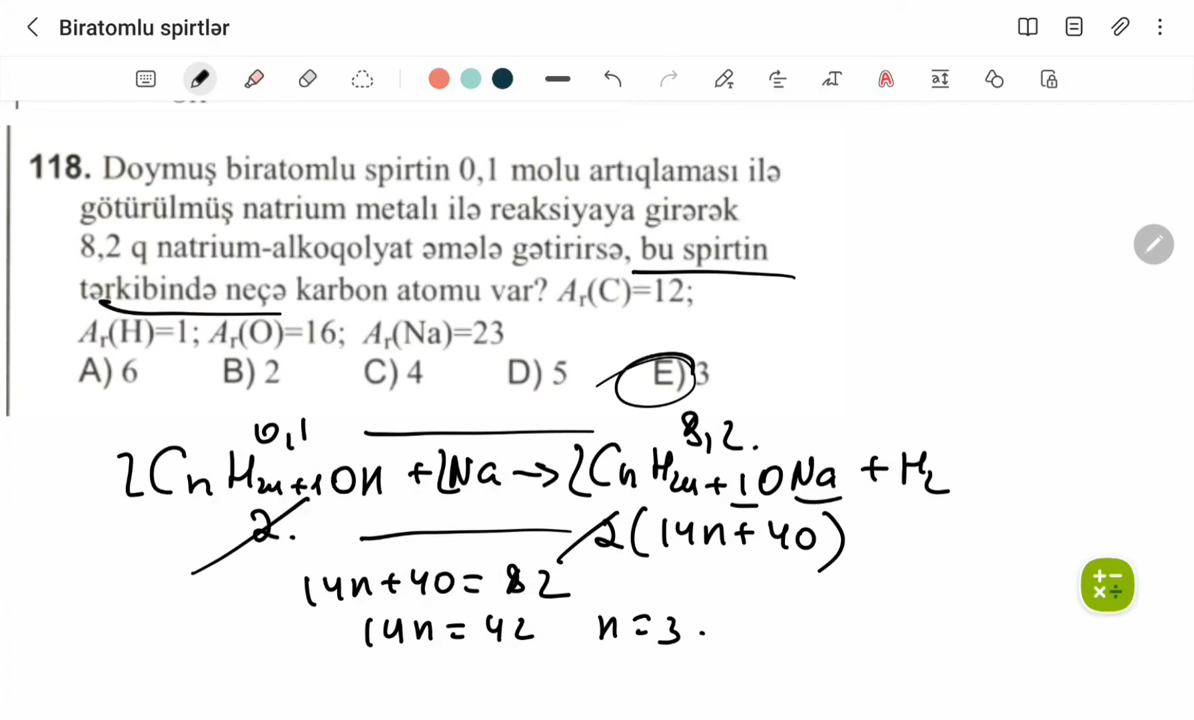 Biratomlu spirtlər
118. Doymuş biratomlu spirtin 0,1 molu artıqlaması ilə
götürülmüş natrium metalı ilə reaksiyaya girərək
8,2 q natrium-alkoqolyat əmələ gətirirsə, bu spirtin
tərkibində neçə karbon atomu var? Aᵣ(C)=12;
Aᵣ(H)=1; Aᵣ(O)=16; Aᵣ(Na)=23
A) 6 B) 2 C) 4 D) 5 E) 3
0,1 8,2.
2CnH2n+1OH + 2Na → 2CnH2n+1ONa + H2
2. 2(14n+40)
14n+40=82
14n=42 n=3.